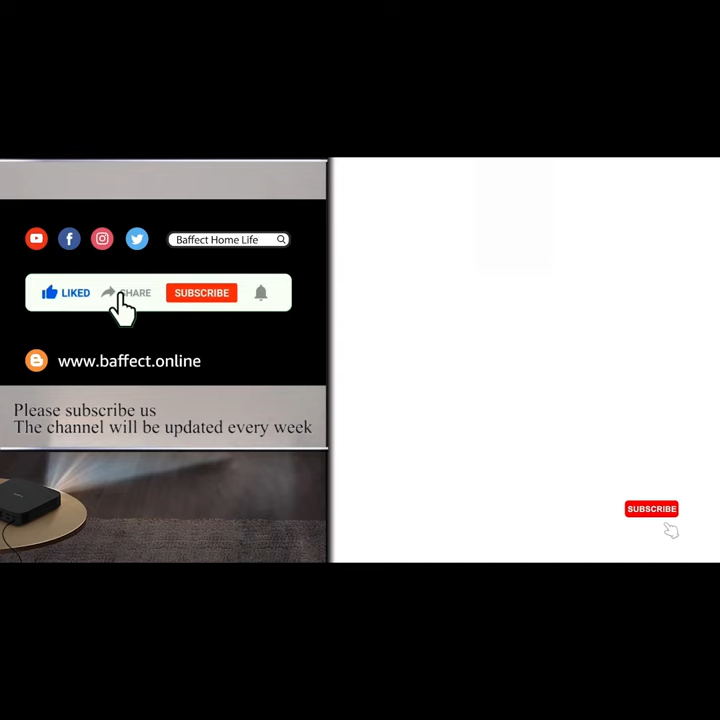 Baffect Home Life
LIKED SHARE SUBSCRIBE
www.baffect.online
Please subscribe us
The channel will be updated every week
SUBSCRIBE